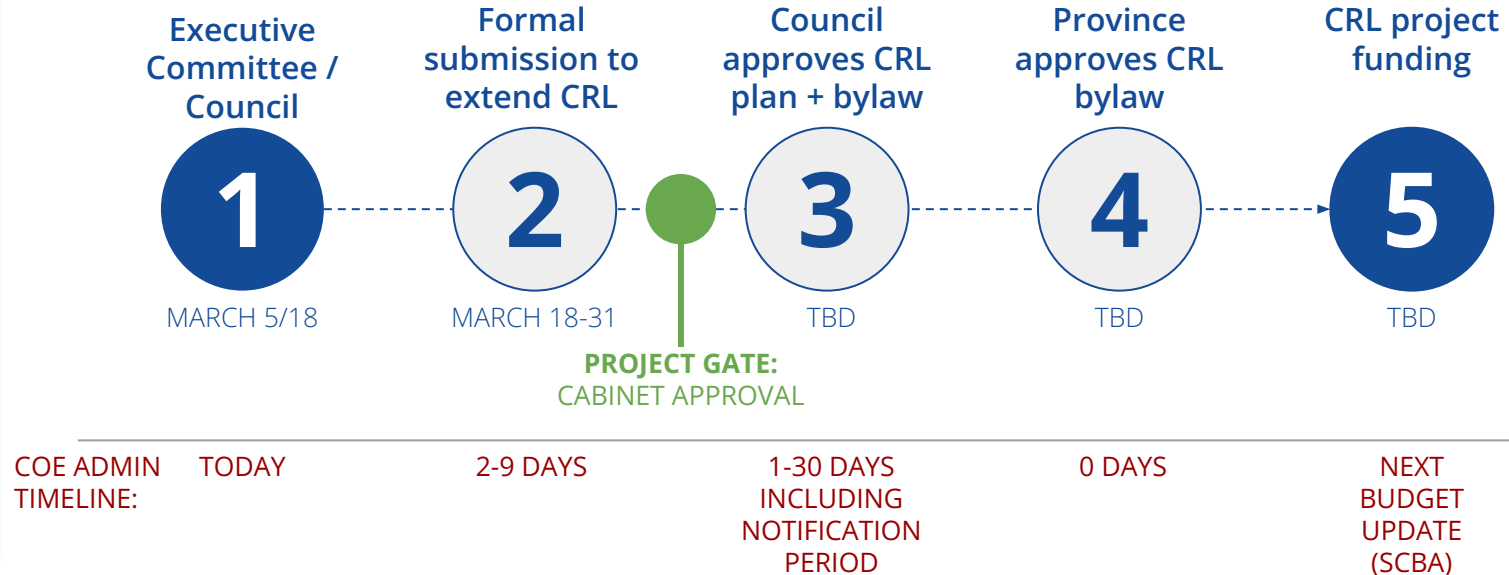 Executive
Committee /
Council
Formal
submission to
extend CRL
Council
approves CRL
plan + bylaw
Province
approves CRL
bylaw
CRL project
funding
1
2
3
4
5
MARCH 5/18
MARCH 18-31
TBD
TBD
TBD
PROJECT GATE:
CABINET APPROVAL
COE ADMIN
TIMELINE:
TODAY
2-9 DAYS
1-30 DAYS
INCLUDING
NOTIFICATION
PERIOD
0 DAYS
NEXT
BUDGET
UPDATE
(SCBA)